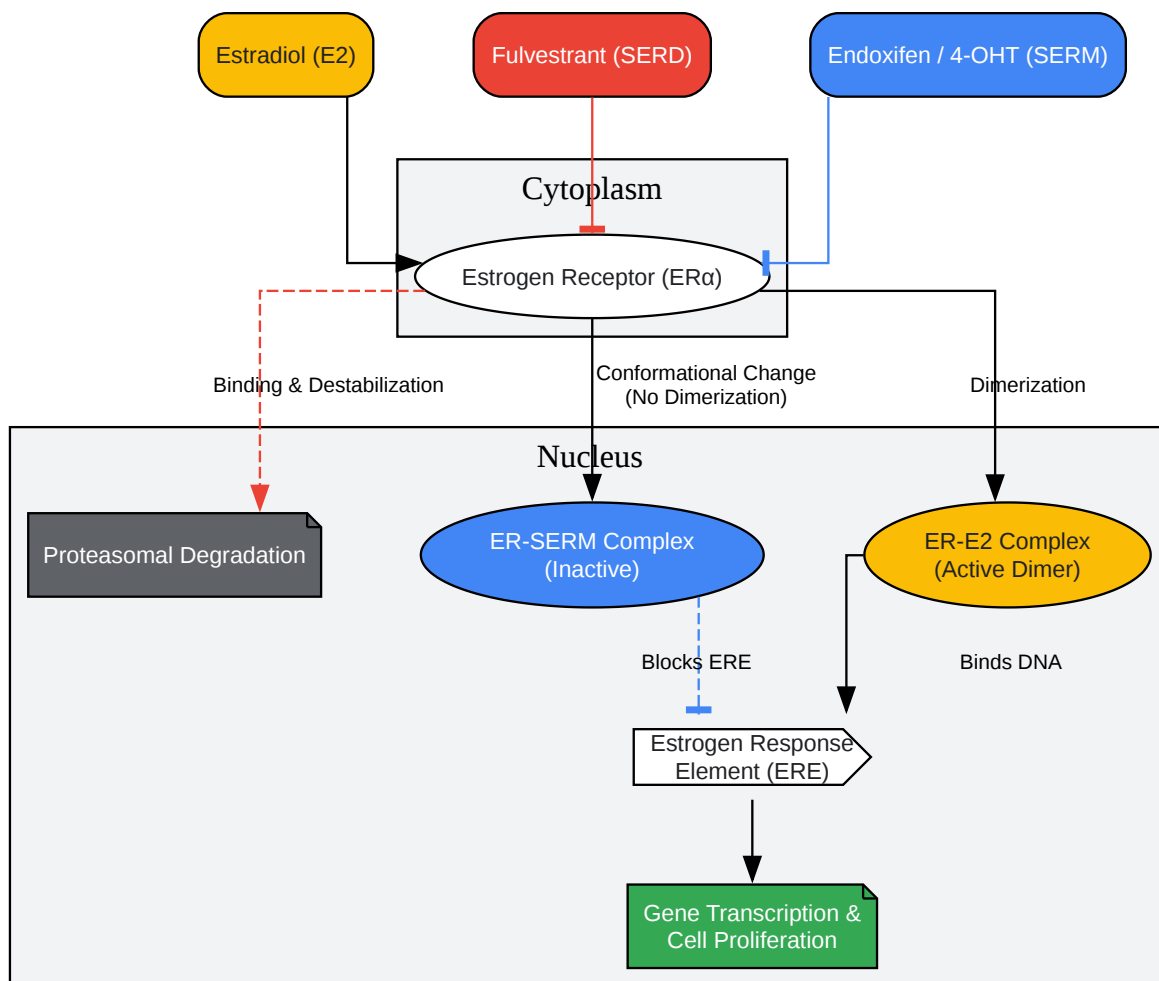 Estradiol (E2)
Fulvestrant (SERD)
Endoxifen / 4-OHT (SERM)
Cytoplasm
Estrogen Receptor (ERα)
Binding & Destabilization
Conformational Change
(No Dimerization)
Dimerization
Nucleus
Proteasomal Degradation
ER-SERM Complex
(Inactive)
ER-E2 Complex
(Active Dimer)
Blocks ERE
Binds DNA
Estrogen Response
Element (ERE)
Gene Transcription &
Cell Proliferation